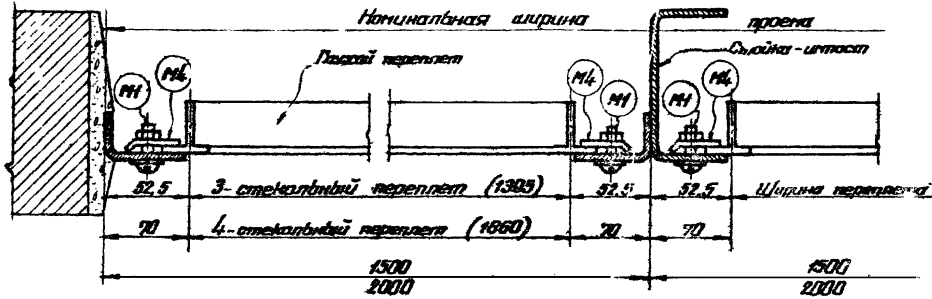 Номинальная ширина проема
Стойка-импост
Глухой переплет
М1 М4 М4 М1 М1 М4
52,5 3-стекольный переплет (1395) 52,5 52,5 Ширина переплета
70 4-стекольный переплет (1860) 70 70
1500 1500
2000 2000